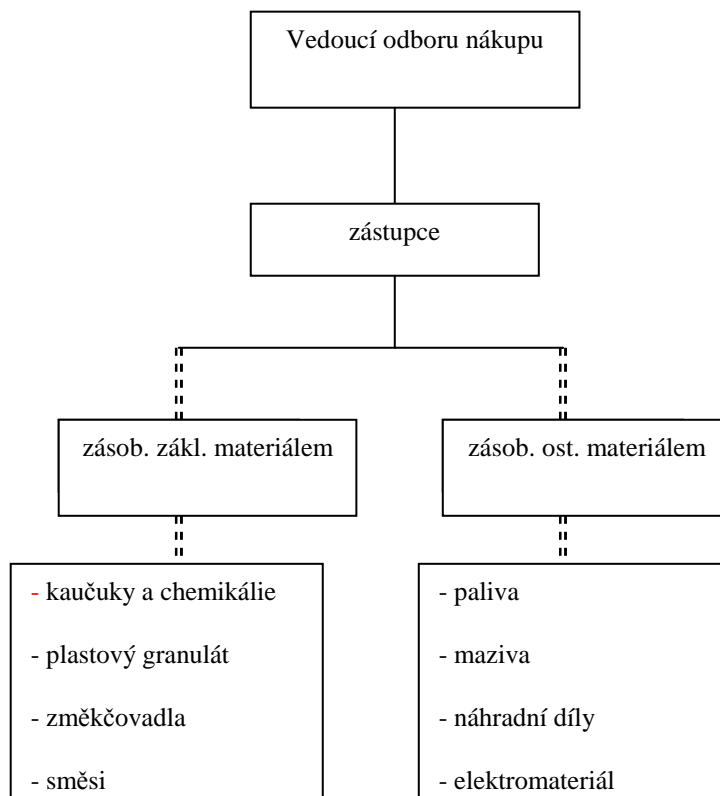 Vedoucí odboru nákupu
zástupce
zásob. zákl. materiálem
zásob. ost. materiálem
- kaučuky a chemikálie
- plastový granulát
- změkčovadla
- směsi
- paliva
- maziva
- náhradní díly
- elektromateriál